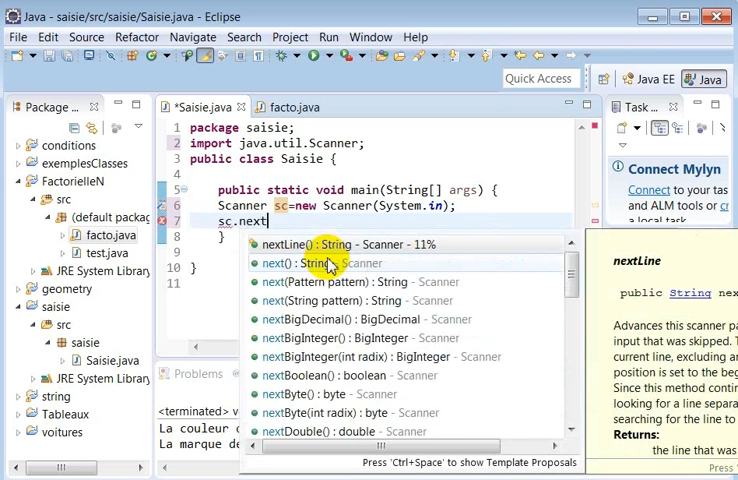 Java - saisie/src/saisie/Saisie.java - Eclipse
File Edit Source Refactor Navigate Search Project Run Window Help
Quick Access
Java EE
Java
Package ...
*Saisie.java
facto.java
Task ...
conditions
exemplesClasses
FactorielleN
src
(default packag
facto.java
test.java
JRE System Library
geometry
saisie
src
saisie
Saisie.java
JRE System Library
string
Tableaux
voitures
1 package saisie;
2 import java.util.Scanner;
3 public class Saisie {
4
5 public static void main(String[] args) {
6 Scanner sc=new Scanner(System.in);
7 sc.next
8 }
9
10 }
11
nextLine() : String - Scanner - 11%
next() : String - Scanner
next(Pattern pattern) : String - Scanner
next(String pattern) : String - Scanner
nextBigDecimal() : BigDecimal - Scanner
nextBigInteger() : BigInteger - Scanner
nextBigInteger(int radix) : BigInteger - Scanner
nextBoolean() : boolean - Scanner
nextByte() : byte - Scanner
nextByte(int radix) : byte - Scanner
nextDouble() : double - Scanner
Press 'Ctrl+Space' to show Template Proposals
Problems
<terminated> v
La couleur d
La marque de
Connect Mylyn
Connect to your tas
and ALM tools or cr
a local task.
nextLine
public String nex
Advances this scanner pa
input that was skipped. T
current line, excluding an
position is set to the beg
Since this method contin
looking for a line separa
searching for the line to
Returns:
the line that was